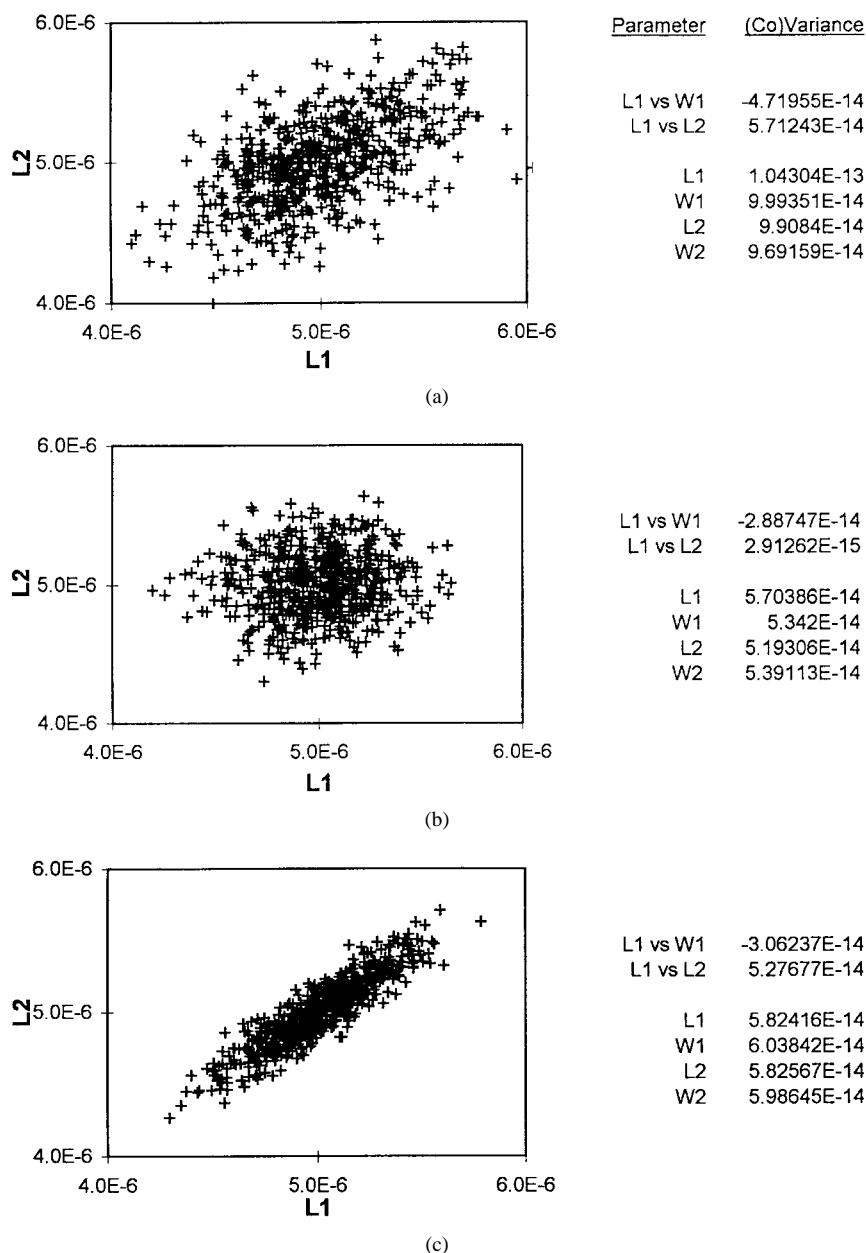 Parameter (Co)Variance
6.0E-6
L1 vs W1 -4.71955E-14
L1 vs L2 5.71243E-14
L2
5.0E-6
L1 1.04304E-13
W1 9.99351E-14
L2 9.9084E-14
W2 9.69159E-14
4.0E-6
4.0E-6 5.0E-6 6.0E-6
L1
(a)
6.0E-6
L1 vs W1 -2.88747E-14
L1 vs L2 2.91262E-15
L2
5.0E-6
L1 5.70386E-14
W1 5.342E-14
L2 5.19306E-14
W2 5.39113E-14
4.0E-6
4.0E-6 5.0E-6 6.0E-6
L1
(b)
6.0E-6
L1 vs W1 -3.06237E-14
L1 vs L2 5.27677E-14
L2
5.0E-6
L1 5.82416E-14
W1 6.03842E-14
L2 5.82567E-14
W2 5.98645E-14
4.0E-6
4.0E-6 5.0E-6 6.0E-6
L1
(c)